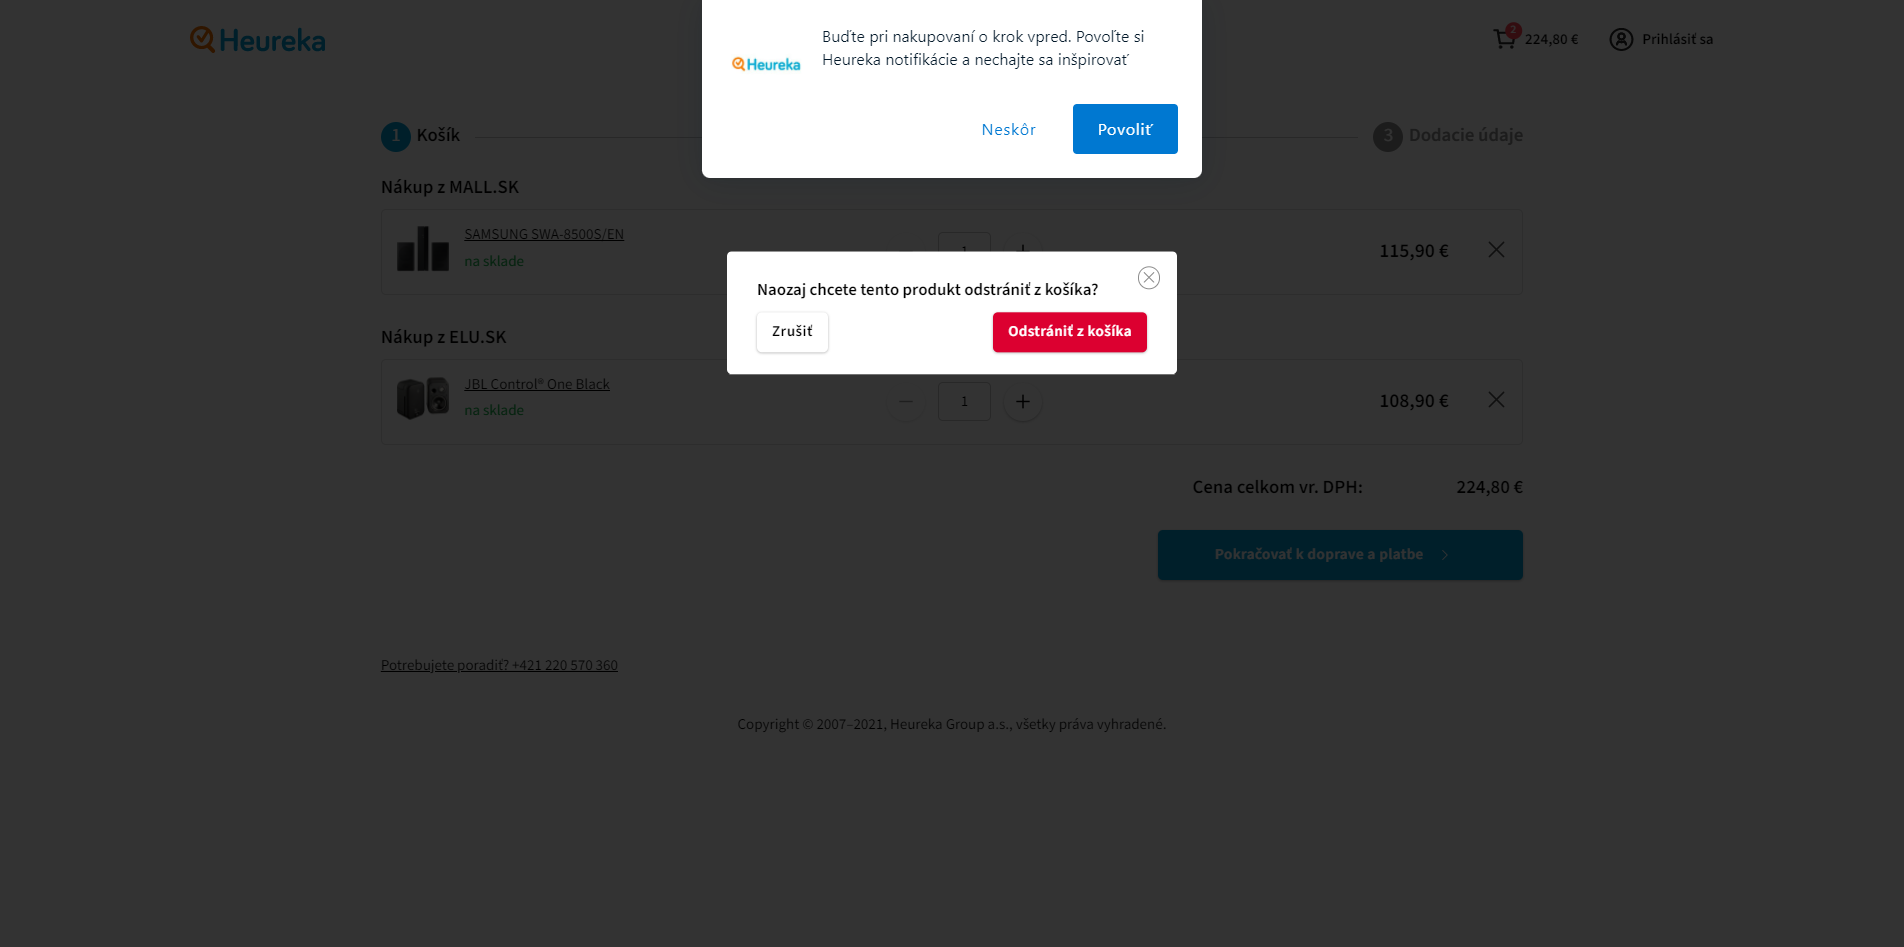 Heureka
2
224,80 €
Prihlásiť sa
Heureka
Buďte pri nakupovaní o krok vpred. Povoľte si
Heureka notifikácie a nechajte sa inšpirovať
Neskôr
Povoliť
1 Košík
3 Dodacie údaje
Nákup z MALL.SK
SAMSUNG SWA-8500S/EN
na sklade
1
115,90 €
Naozaj chcete tento produkt odstrániť z košíka?
Zrušiť
Odstrániť z košíka
Nákup z ELU.SK
JBL Control® One Black
na sklade
1
108,90 €
Cena celkom vr. DPH:
224,80 €
Pokračovať k doprave a platbe
Potrebujete poradiť? +421 220 570 360
Copyright © 2007–2021, Heureka Group a.s., všetky práva vyhradené.